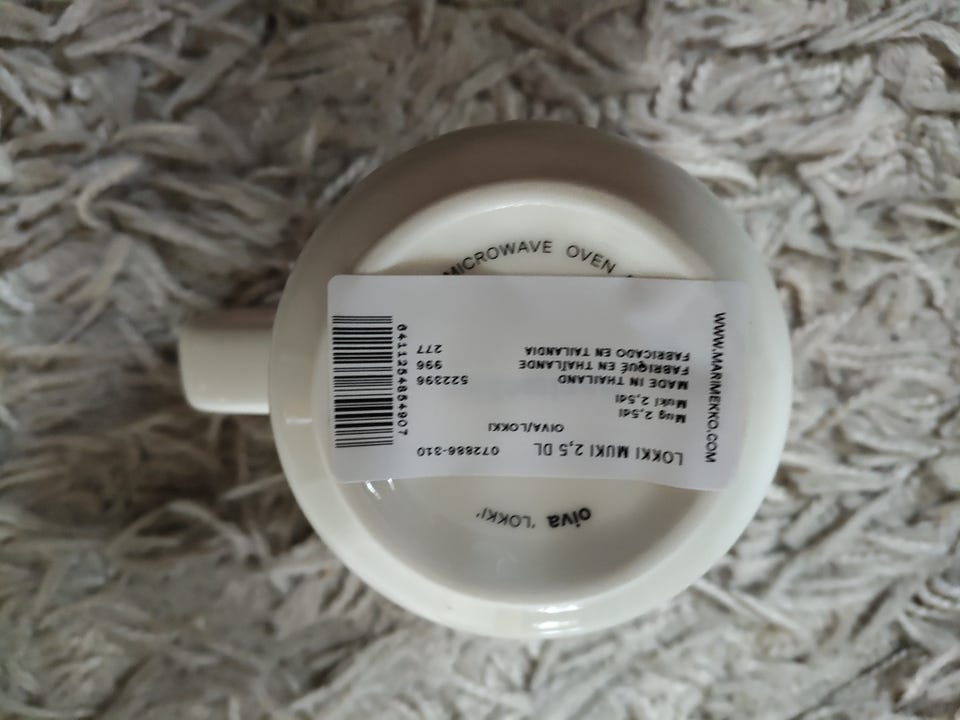 MICROWAVE OVEN
LOKKI MUKI 2,5 DL 072886-310
OIVA/LOKKI
Mug 2,5dl
Muki 2,5dl
MADE IN THAILAND 522396
FABRIQUÉ EN THAÏLANDE 996
FABRICADO EN TAILANDIA 277
6411254854907
WWW.MARIMEKKO.COM
oiva 'LOKKI'